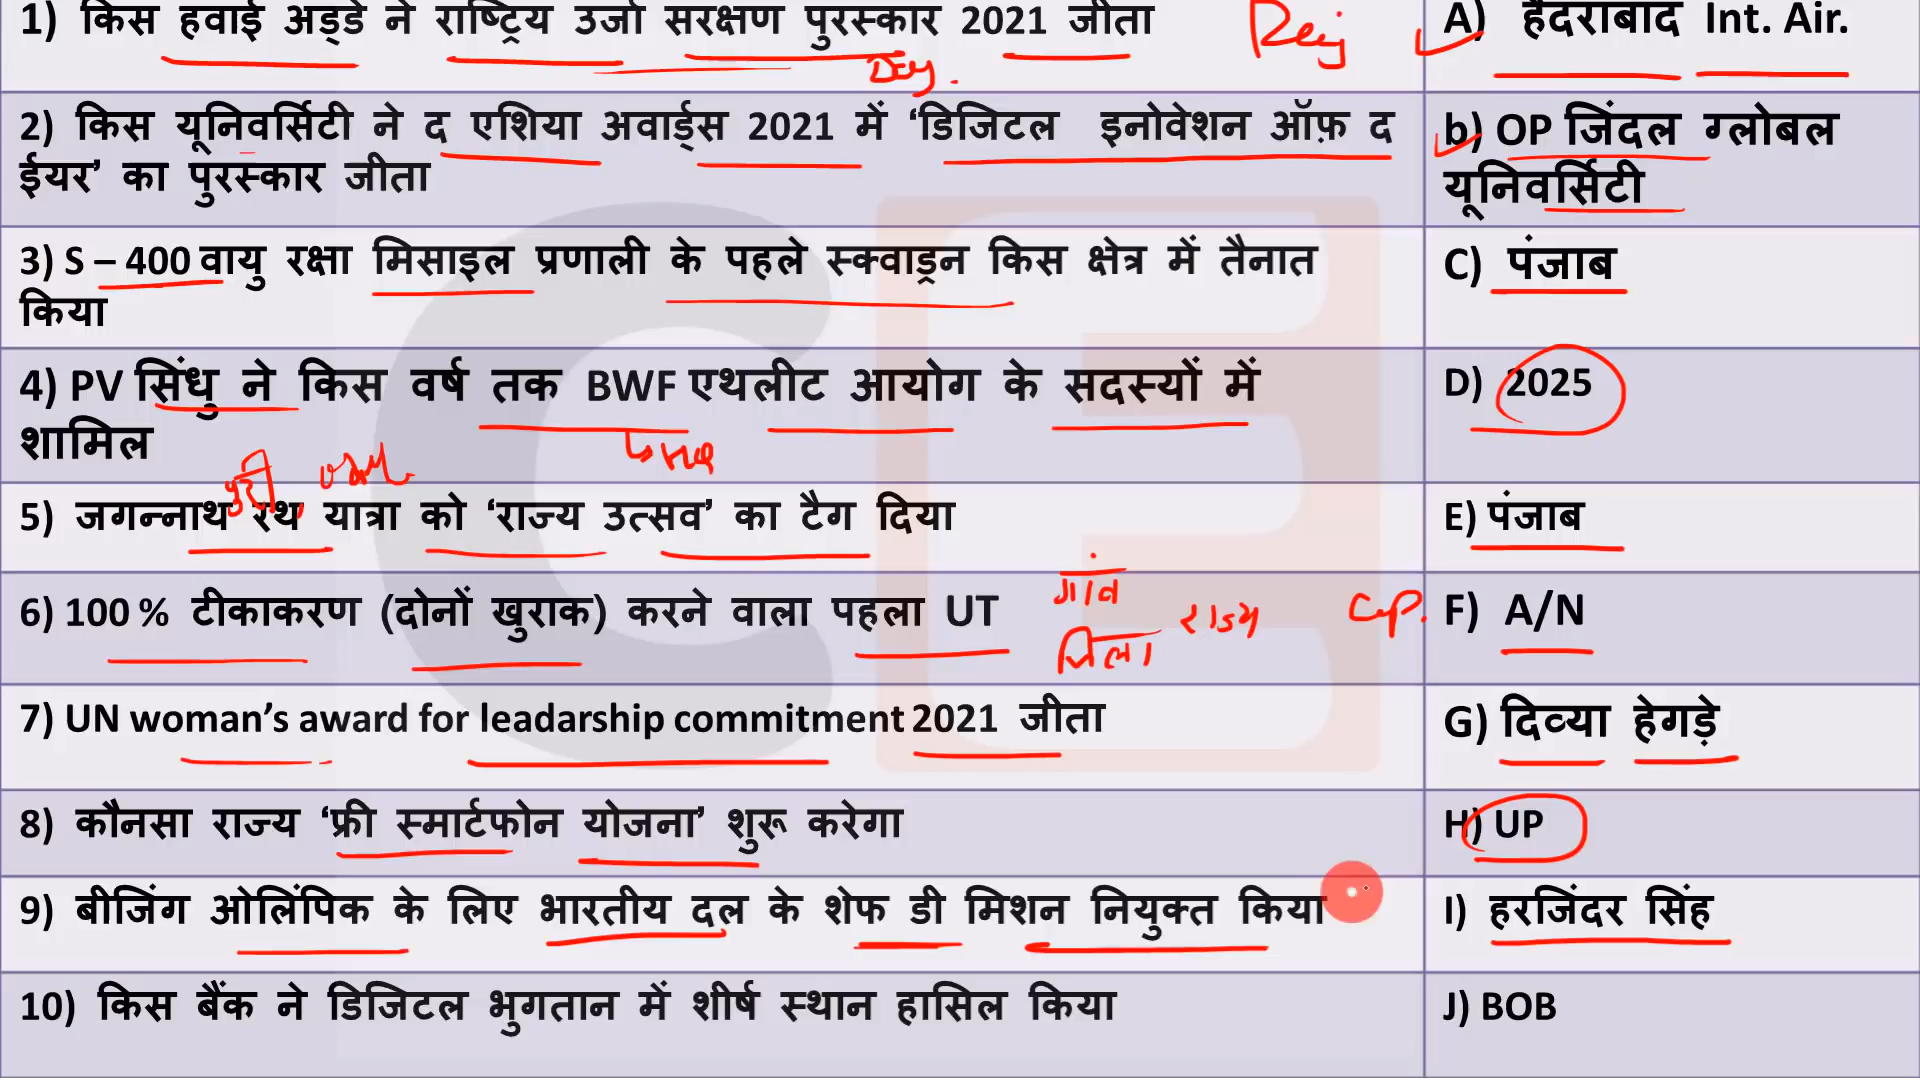 1) किस हवाई अड्डे ने राष्ट्रिय उर्जा सरक्षण पुरस्कार 2021 जीता
A) हैदराबाद Int. Air.
2) किस यूनिवर्सिटी ने द एशिया अवार्ड्स 2021 में ‘डिजिटल इनोवेशन ऑफ़ द
ईयर’ का पुरस्कार जीता
b) OP जिंदल ग्लोबल
यूनिवर्सिटी
3) S – 400 वायु रक्षा मिसाइल प्रणाली के पहले स्क्वाड्रन किस क्षेत्र में तैनात
किया
C) पंजाब
4) PV सिंधु ने किस वर्ष तक BWF एथलीट आयोग के सदस्यों में
शामिल
D) 2025
5) जगन्नाथ रथ यात्रा को ‘राज्य उत्सव’ का टैग दिया
E) पंजाब
6) 100 % टीकाकरण (दोनों खुराक) करने वाला पहला UT
गांव
जिला राज्य
F) A/N
7) UN woman’s award for leadarship commitment 2021 जीता
G) दिव्या हेगड़े
8) कौनसा राज्य ‘फ्री स्मार्टफोन योजना’ शुरू करेगा
H) UP
9) बीजिंग ओलिंपिक के लिए भारतीय दल के शेफ डी मिशन नियुक्त किया
I) हरजिंदर सिंह
10) किस बैंक ने डिजिटल भुगतान में शीर्ष स्थान हासिल किया
J) BOB